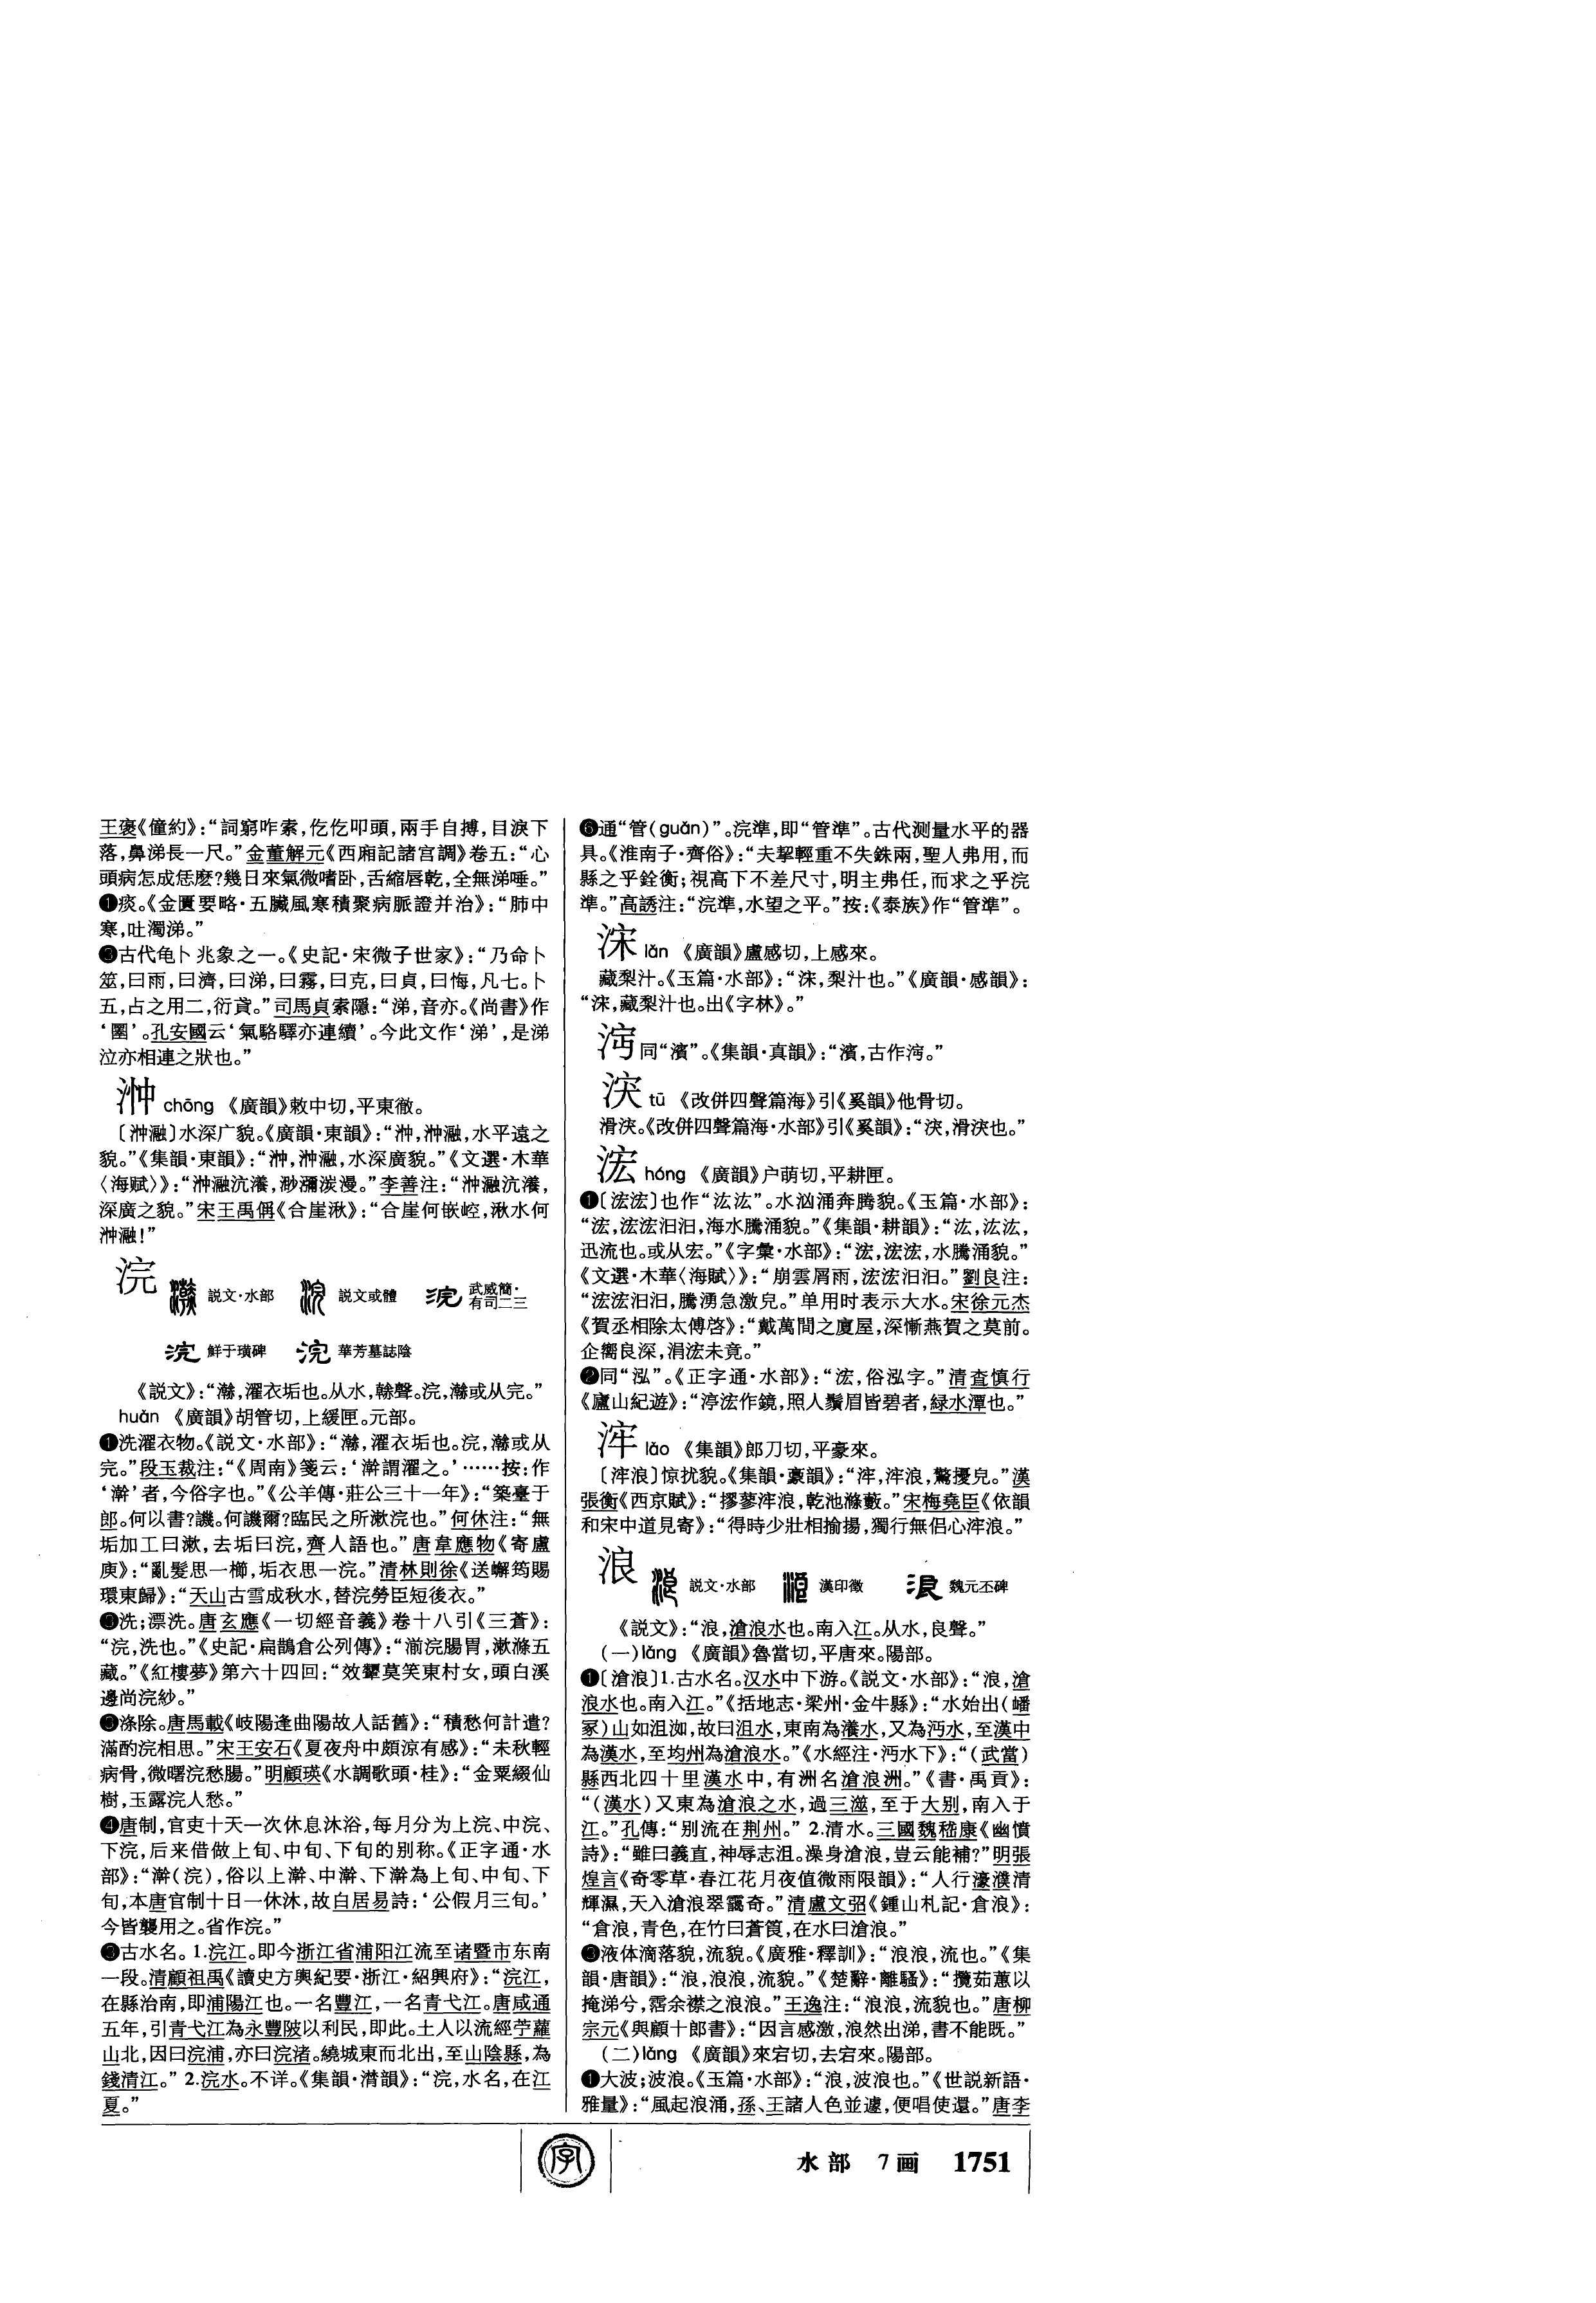 王褒《僮約》：“詞窮咋索，仡仡叩頭，兩手自搏，目淚下
落，鼻涕長一尺。”金董解元《西廂記諸宫調》卷五：“心
頭病怎成恁麽？幾日來氣微嗜卧，舌縮唇乾，全無涕唾。”
痰。《金匱要略·五臟風寒積聚病脈證并治》：“肺中
寒，吐濁涕。”
古代龟卜兆象之一。《史記·宋微子世家》：“乃命卜
筮，曰雨，曰濟，曰涕，曰霧，曰克，曰貞，曰悔，凡七。卜
五，占之用二，衍貣。”司馬貞索隱：“涕，音亦。《尚書》作
‘圛’。孔安國云‘氣駱驛亦連續’。今此文作‘涕’，是涕
泣亦相連之狀也。”
浺 chōng 《廣韻》敕中切，平東徹。
〔浺瀜〕水深广貌。《廣韻·東韻》：“浺，浺瀜，水平遠之
貌。”《集韻·東韻》：“浺，浺瀜，水深廣貌。”《文選·木華
〈海賦〉》：“浺瀜沆瀁，渺瀰湠漫。”李善注：“浺瀜沆瀁，
深廣之貌。”宋王禹偁《合崖湫》：“合崖何嵌崆，湫水何
浺瀜！”
浣 説文·水部 説文或體 武威簡·有司二三
鮮于璜碑 華芳墓誌陰
《説文》：“瀚，濯衣垢也。从水，𠦬聲。浣，瀚或从完。”
huǎn 《廣韻》胡管切，上緩匣。元部。
❶洗濯衣物。《説文·水部》：“瀚，濯衣垢也。浣，瀚或从
完。”段玉裁注：“《周南》箋云：‘澣謂濯之。’……按：作
‘澣’者，今俗字也。”《公羊傳·莊公三十一年》：“築臺于
郎。何以書？譏。何譏爾？臨民之所漱浣也。”何休注：“無
垢加工曰漱，去垢曰浣，齊人語也。”唐韋應物《寄盧
庾》：“亂髮思一櫛，垢衣思一浣。”清林則徐《送嶰筠賜
環東歸》：“天山古雪成秋水，替浣勞臣短後衣。”
洗；漂洗。唐玄應《一切經音義》卷十八引《三蒼》：
“浣，洗也。”《史記·扁鵲倉公列傳》：“湔浣腸胃，漱滌五
藏。”《紅樓夢》第六十四回：“效顰莫笑東村女，頭白溪
邊尚浣紗。”
❸涤除。唐馬載《岐陽逢曲陽故人話舊》：“積愁何計遣？
滿酌浣相思。”宋王安石《夏夜舟中頗涼有感》：“未秋輕
病骨，微曙浣愁腸。”明顧瑛《水調歌頭·桂》：“金粟綴仙
樹，玉露浣人愁。”
❹唐制，官吏十天一次休息沐浴，每月分为上浣、中浣、
下浣，后来借做上旬、中旬、下旬的别称。《正字通·水
部》：“澣（浣），俗以上澣、中澣、下澣為上旬、中旬、下
旬，本唐官制十日一休沐，故白居易詩：‘公假月三旬。’
今皆襲用之。省作浣。”
古水名。1.浣江。即今浙江省浦阳江流至诸暨市东南
一段。清顧祖禹《讀史方輿紀要·浙江·紹興府》：“浣江，
在縣治南，即浦陽江也。一名豐江，一名青弋江。唐咸通
五年，引青弋江為永豐陂以利民，即此。土人以流經苧蘿
山北，因曰浣浦，亦曰浣渚。繞城東而北出，至山陰縣，為
錢清江。”2.浣水。不详。《集韻·潸韻》：“浣，水名，在江
夏。”
❻通“管（guǎn）”。浣準，即“管準”。古代测量水平的器
具。《淮南子·齊俗》：“夫挈輕重不失銖兩，聖人弗用，而
縣之乎銓衡；視高下不差尺寸，明主弗任，而求之乎浣
準。”高誘注：“浣準，水望之平。”按：《泰族》作“管準”。
浨 lǎn 《廣韻》盧感切，上感來。
藏梨汁。《玉篇·水部》：“浨，梨汁也。”《廣韻·感韻》：
“浨，藏梨汁也。出《字林》。”
𣳯同“濱”。《集韻·真韻》：“濱，古作𣳯。”
湥 tū 《改併四聲篇海》引《奚韻》他骨切。
滑湥。《改併四聲篇海·水部》引《奚韻》：“湥，滑湥也。”
浤 hóng 《廣韻》户萌切，平耕匣。
❶〔浤浤〕也作“汯汯”。水汹涌奔腾貌。《玉篇·水部》：
“浤，浤浤汩汩，海水騰涌貌。”《集韻·耕韻》：“汯，汯汯，
迅流也。或从宏。”《字彙·水部》：“浤，浤浤，水騰涌貌。”
《文選·木華〈海賦〉》：“崩雲屑雨，浤浤汩汩。”劉良注：
“浤浤汩汩，騰湧急激皃。”单用时表示大水。宋徐元杰
《賀丞相除太傅啓》：“戴萬間之廈屋，深慚燕賀之莫前。
企嚮良深，涓浤未竟。”
❷同“泓”。《正字通·水部》：“浤，俗泓字。”清查慎行
《廬山紀遊》：“渟浤作鏡，照人鬚眉皆碧者，緑水潭也。”
浶 láo 《集韻》郎刀切，平豪來。
〔浶浪〕惊扰貌。《集韻·豪韻》：“浶，浶浪，驚擾皃。”漢
張衡《西京賦》：“摎蓼浶浪，乾池滌藪。”宋梅堯臣《依韻
和宋中道見寄》：“得時少壯相揄揚，獨行無侣心浶浪。”
浪 説文·水部 漢印徵 魏元丕碑
《説文》：“浪，滄浪水也。南入江。从水，良聲。”
（一）láng 《廣韻》魯當切，平唐來。陽部。
❶〔滄浪〕1.古水名。汉水中下游。《説文·水部》：“浪，滄
浪水也。南入江。”《括地志·梁州·金牛縣》：“水始出（嶓
冢）山如沮洳，故曰沮水，東南為瀁水，又為沔水，至漢中
為漢水，至均州為滄浪水。”《水經注·沔水下》：“（武當）
縣西北四十里漢水中，有洲名滄浪洲。”《書·禹貢》：
“（漢水）又東為滄浪之水，過三澨，至于大别，南入于
江。”孔傳：“别流在荆州。”2.清水。三國魏嵇康《幽憤
詩》：“雖曰義直，神辱志沮。澡身滄浪，豈云能補？”明張
煌言《奇零草·春江花月夜值微雨限韻》：“人行濠濮清
輝濕，天入滄浪翠靄奇。”清盧文弨《鍾山札記·倉浪》：
“倉浪，青色，在竹曰蒼筤，在水曰滄浪。”
液体滴落貌，流貌。《廣雅·釋訓》：“浪浪，流也。”《集
韻·唐韻》：“浪，浪浪，流貌。”《楚辭·離騷》：“攬茹蕙以
掩涕兮，霑余襟之浪浪。”王逸注：“浪浪，流貌也。”唐柳
宗元《與顧十郎書》：“因言感激，浪然出涕，書不能既。”
（二）làng 《廣韻》來宕切，去宕來。陽部。
❶大波；波浪。《玉篇·水部》：“浪，波浪也。”《世説新語·
雅量》：“風起浪涌，孫、王諸人色並遽，便唱使還。”唐李
字
水部 7画 1751